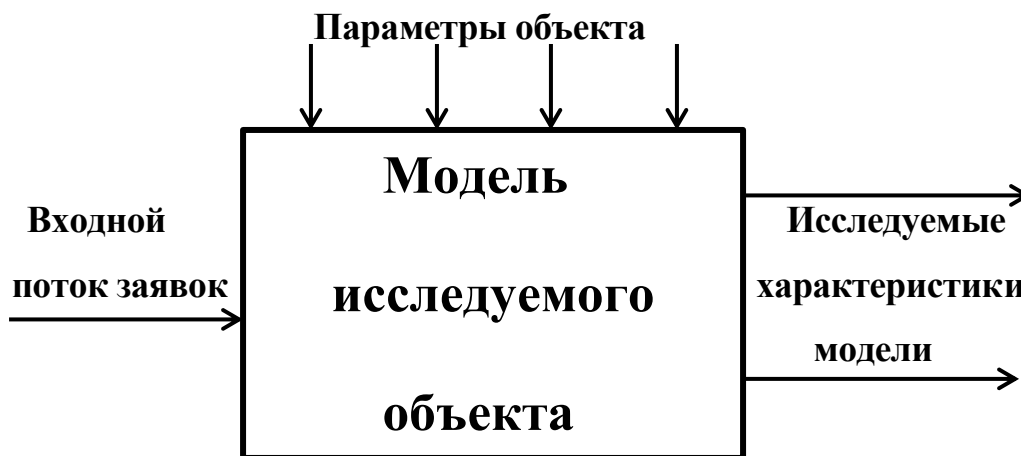 Параметры объекта
Входной
поток заявок
Модель
исследуемого
объекта
Исследуемые
характеристики
модели